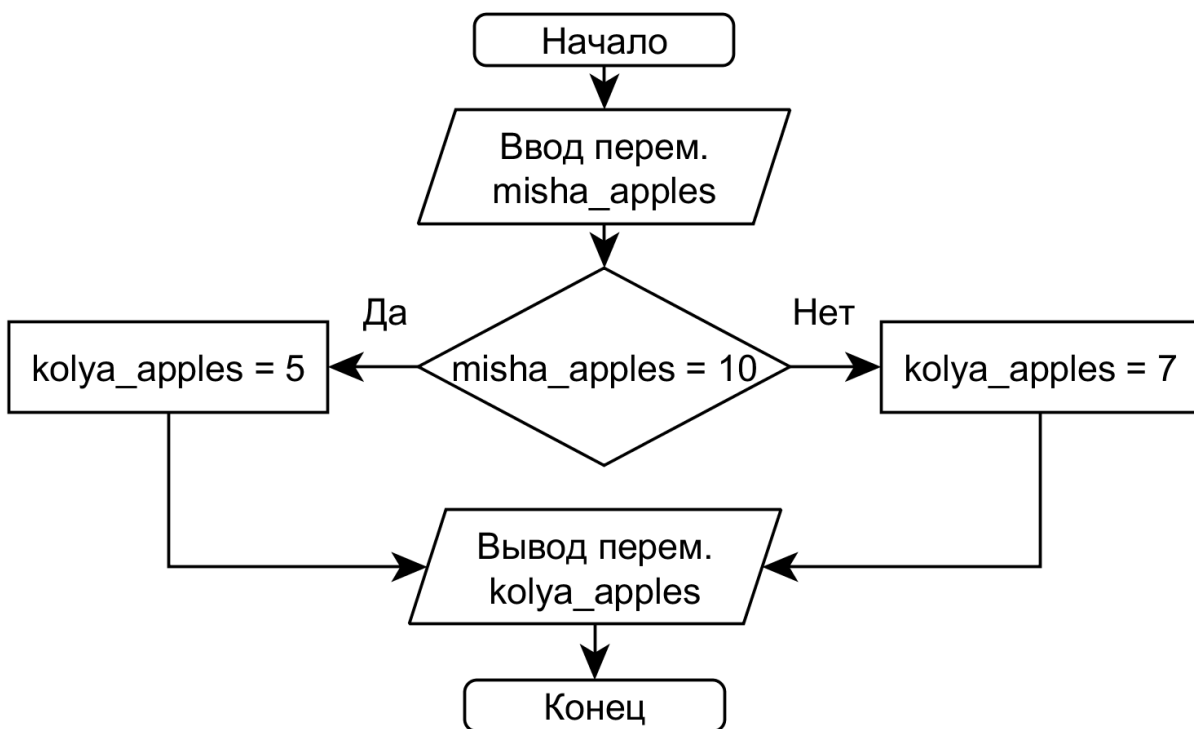 Начало
Ввод перем.
misha_apples
Да
Нет
kolya_apples = 5
misha_apples = 10
kolya_apples = 7
Вывод перем.
kolya_apples
Конец